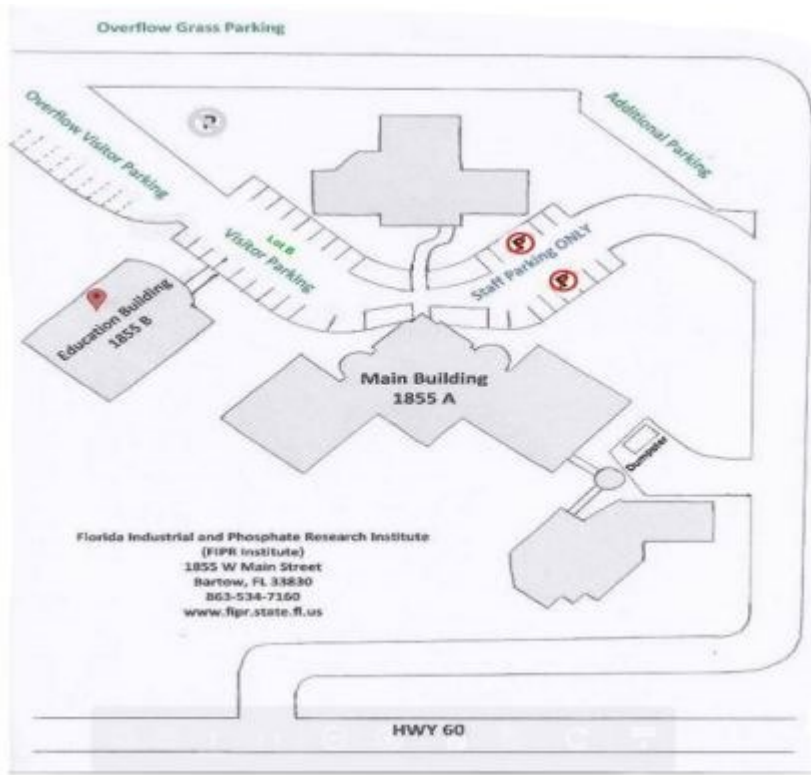 Overflow Grass Parking
Overflow Visitor Parking
Additional Parking
Lot B
Visitor Parking
Staff Parking ONLY
Education Building
1855 B
Main Building
1855 A
Dumpster
Florida Industrial and Phosphate Research Institute
(FIPR Institute)
1855 W Main Street
Bartow, FL 33830
863-534-7160
www.fipr.state.fl.us
HWY 60